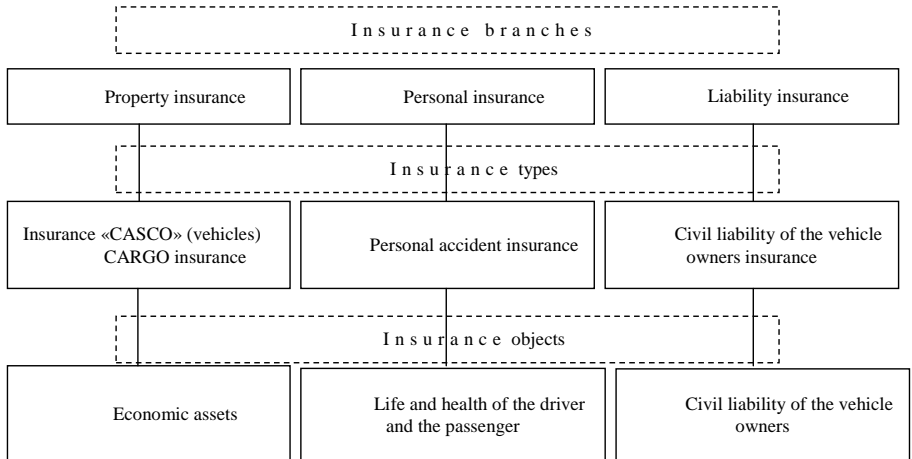 Insurance branches
Property insurance
Personal insurance
Liability insurance
Insurance types
Insurance «CASCO» (vehicles)
CARGO insurance
Personal accident insurance
Civil liability of the vehicle
owners insurance
Insurance objects
Economic assets
Life and health of the driver
and the passenger
Civil liability of the vehicle
owners